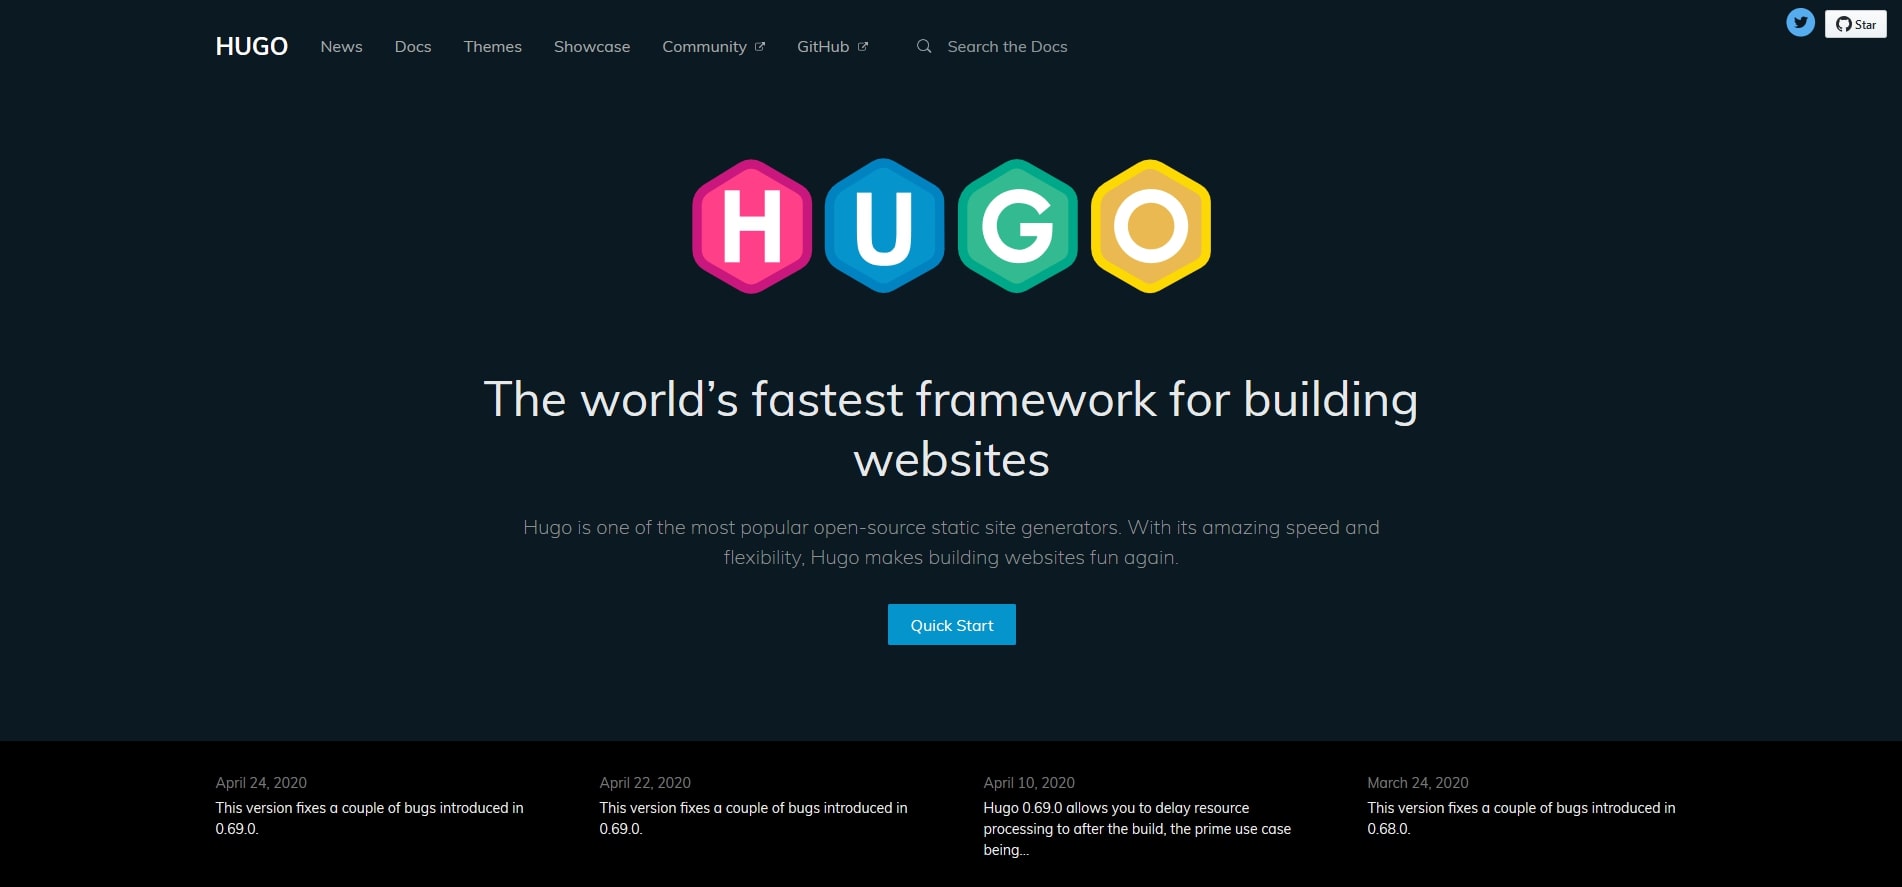 HUGO News Docs Themes Showcase Community GitHub Search the Docs
Star
HUGO
The world’s fastest framework for building
websites
Hugo is one of the most popular open-source static site generators. With its amazing speed and
flexibility, Hugo makes building websites fun again.
Quick Start
April 24, 2020
This version fixes a couple of bugs introduced in
0.69.0.
April 22, 2020
This version fixes a couple of bugs introduced in
0.69.0.
April 10, 2020
Hugo 0.69.0 allows you to delay resource
processing to after the build, the prime use case
being...
March 24, 2020
This version fixes a couple of bugs introduced in
0.68.0.